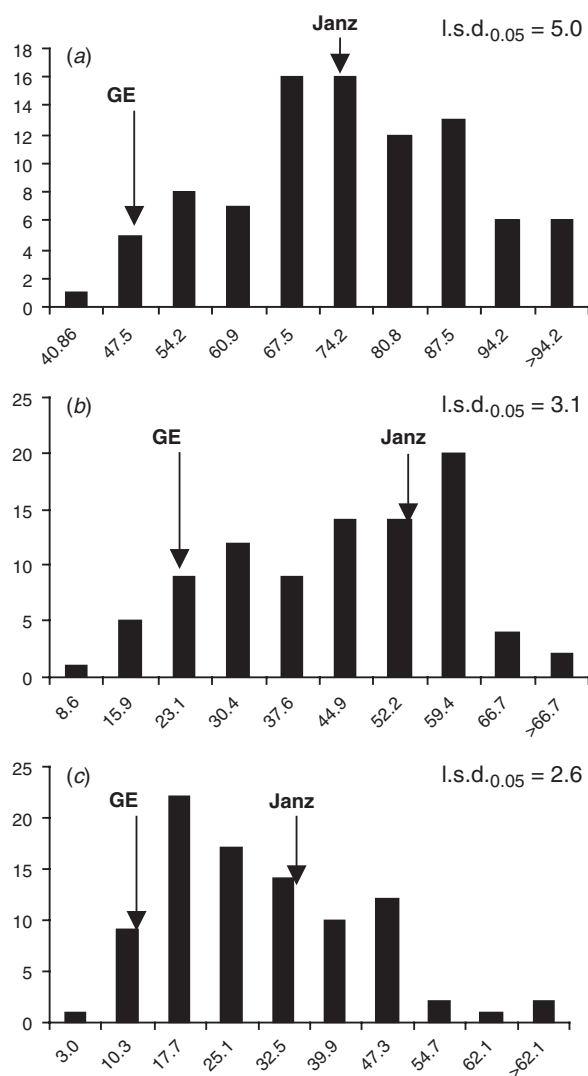 (a)
Janz
l.s.d.0.05 = 5.0
GE
18
16
14
12
10
8
6
4
2
0
40.86 47.5 54.2 60.9 67.5 74.2 80.8 87.5 94.2 >94.2
(b)
GE
Janz
l.s.d.0.05 = 3.1
25
20
15
10
5
0
8.6 15.9 23.1 30.4 37.6 44.9 52.2 59.4 66.7 >66.7
(c)
GE
Janz
l.s.d.0.05 = 2.6
25
20
15
10
5
0
3.0 10.3 17.7 25.1 32.5 39.9 47.3 54.7 62.1 >62.1